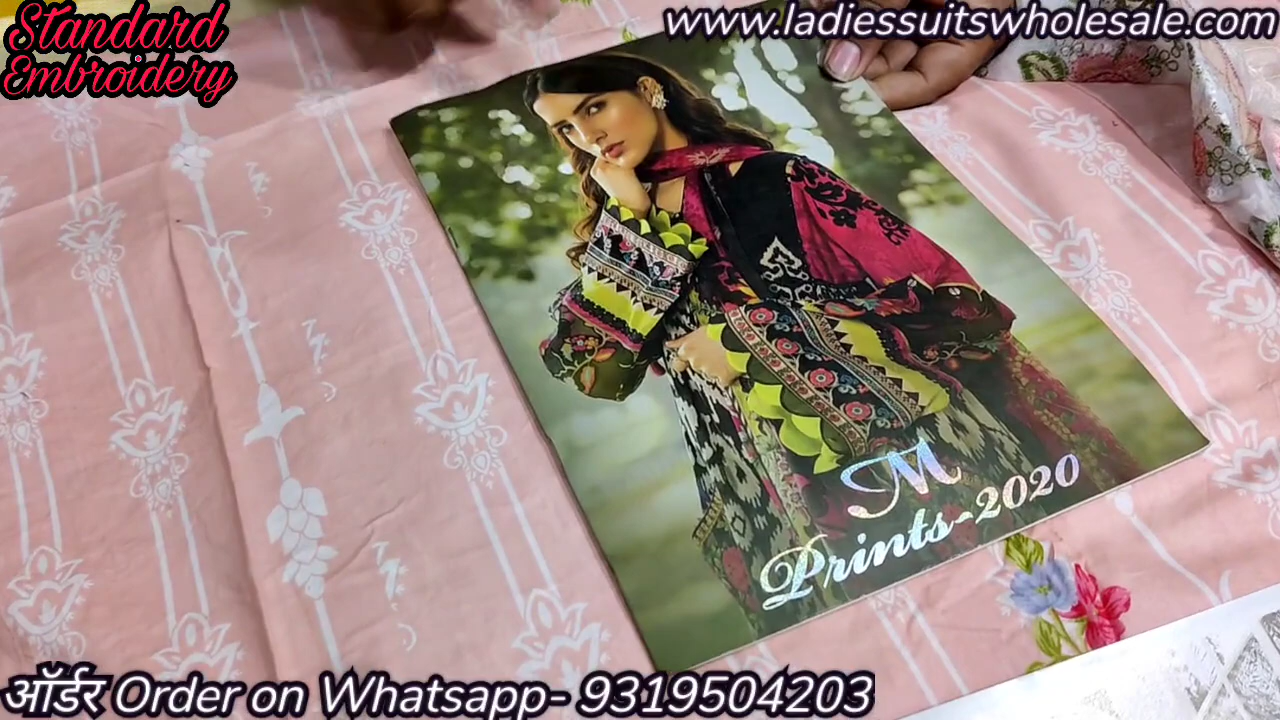 Standard
Embroidery
www.ladiessuitswholesale.com
M
Prints-2020
ऑर्डर Order on Whatsapp- 9319504203